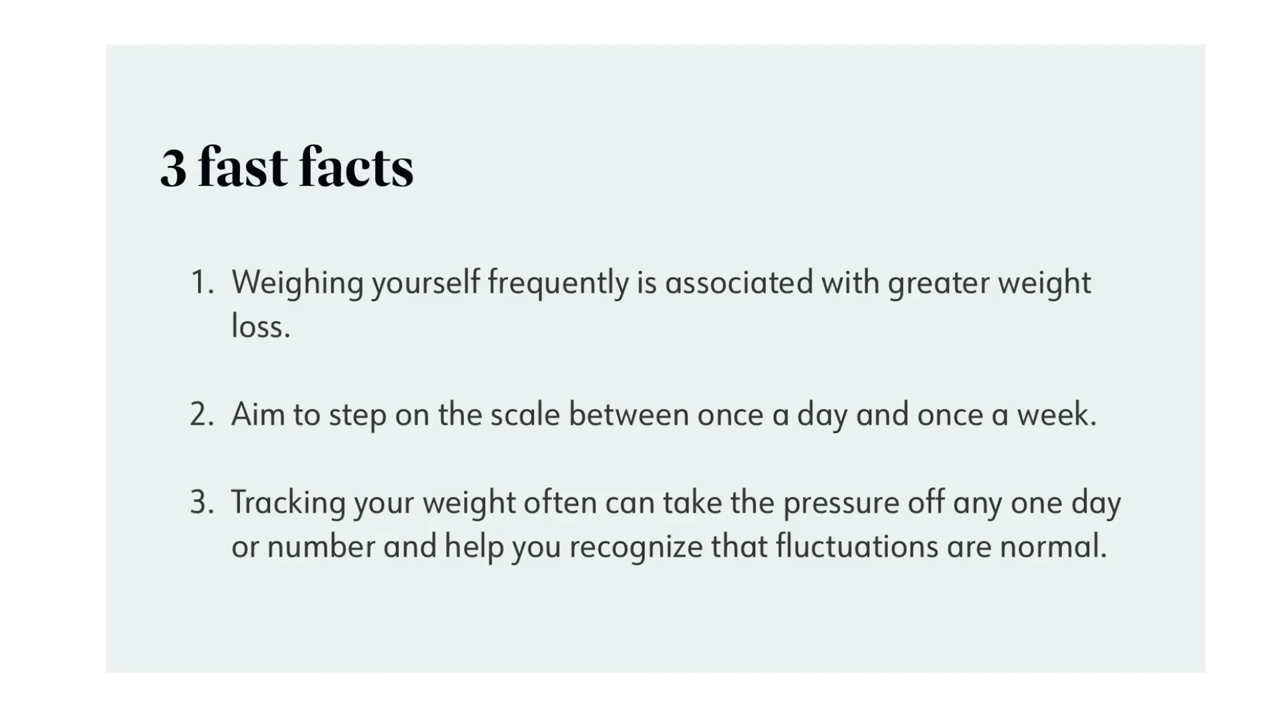 3 fast facts
1. Weighing yourself frequently is associated with greater weight
loss.
2. Aim to step on the scale between once a day and once a week.
3. Tracking your weight often can take the pressure off any one day
or number and help you recognize that fluctuations are normal.